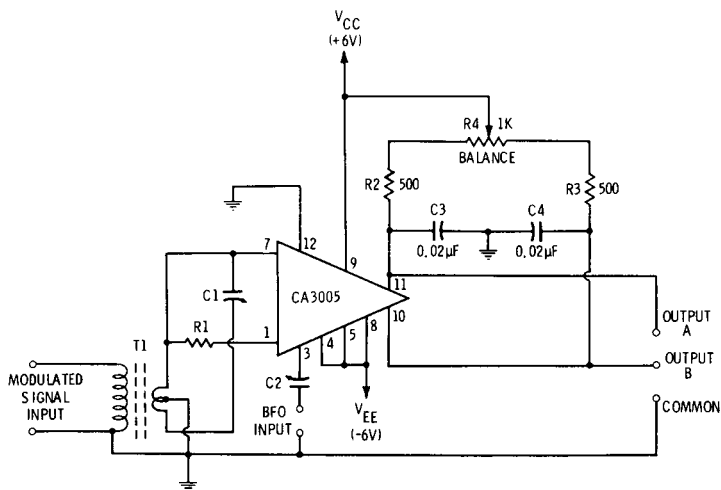 VCC
(+6V)
R4 1K
BALANCE
R2 500
R3 500
C3
0.02µF
C4
0.02µF
12
7
9
C1
CA3005
11
10
R1
1
3
4
5
8
T1
C2
MODULATED
SIGNAL
INPUT
BFO
INPUT
VEE
(-6V)
OUTPUT
A
OUTPUT
B
COMMON